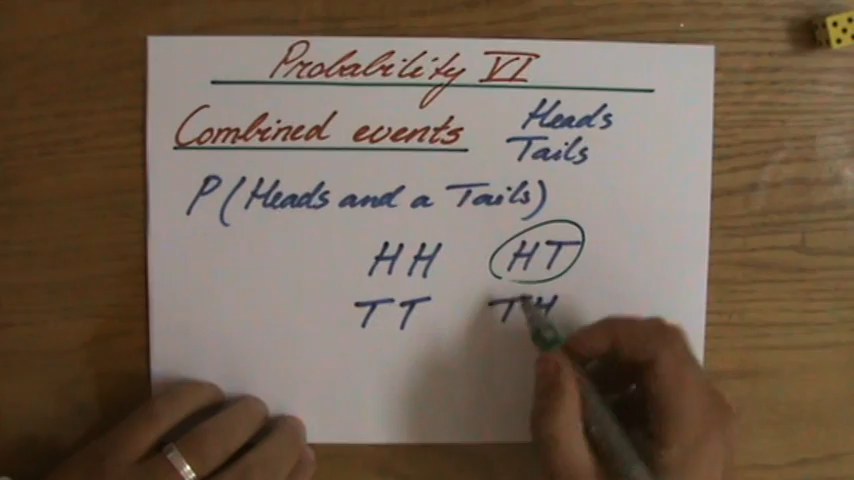 Probability VI
Combined events
Heads
Tails
P(Heads and a Tails)
HH HT
TT TH